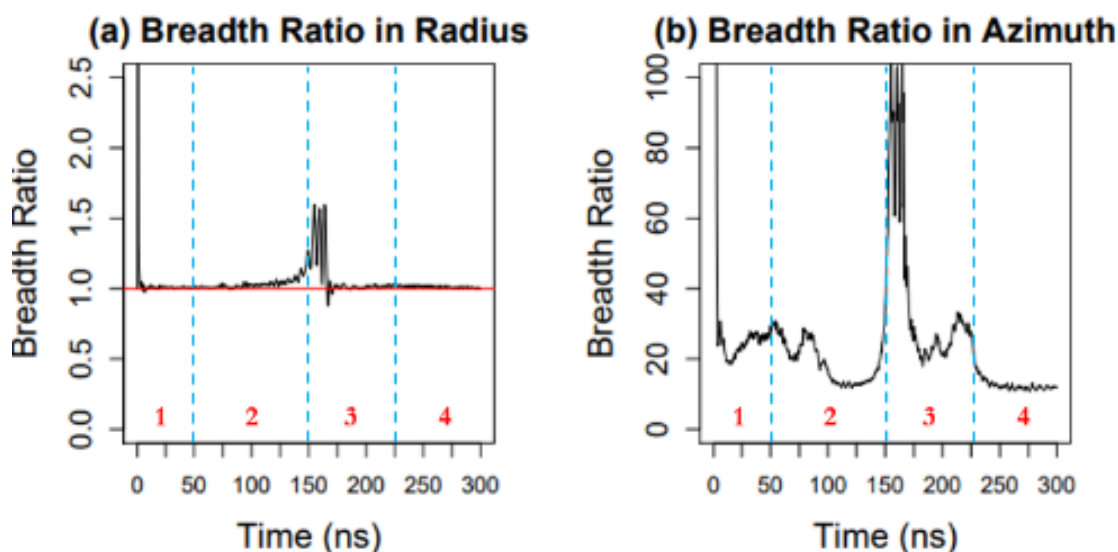 (a) Breadth Ratio in Radius
Breadth Ratio
2.5
2.0
1.5
1.0
0.5
0.0
1 2 3 4
0 50 100 150 200 250 300
Time (ns)
(b) Breadth Ratio in Azimuth
Breadth Ratio
100
80
60
40
20
0
1 2 3 4
0 50 100 150 200 250 300
Time (ns)